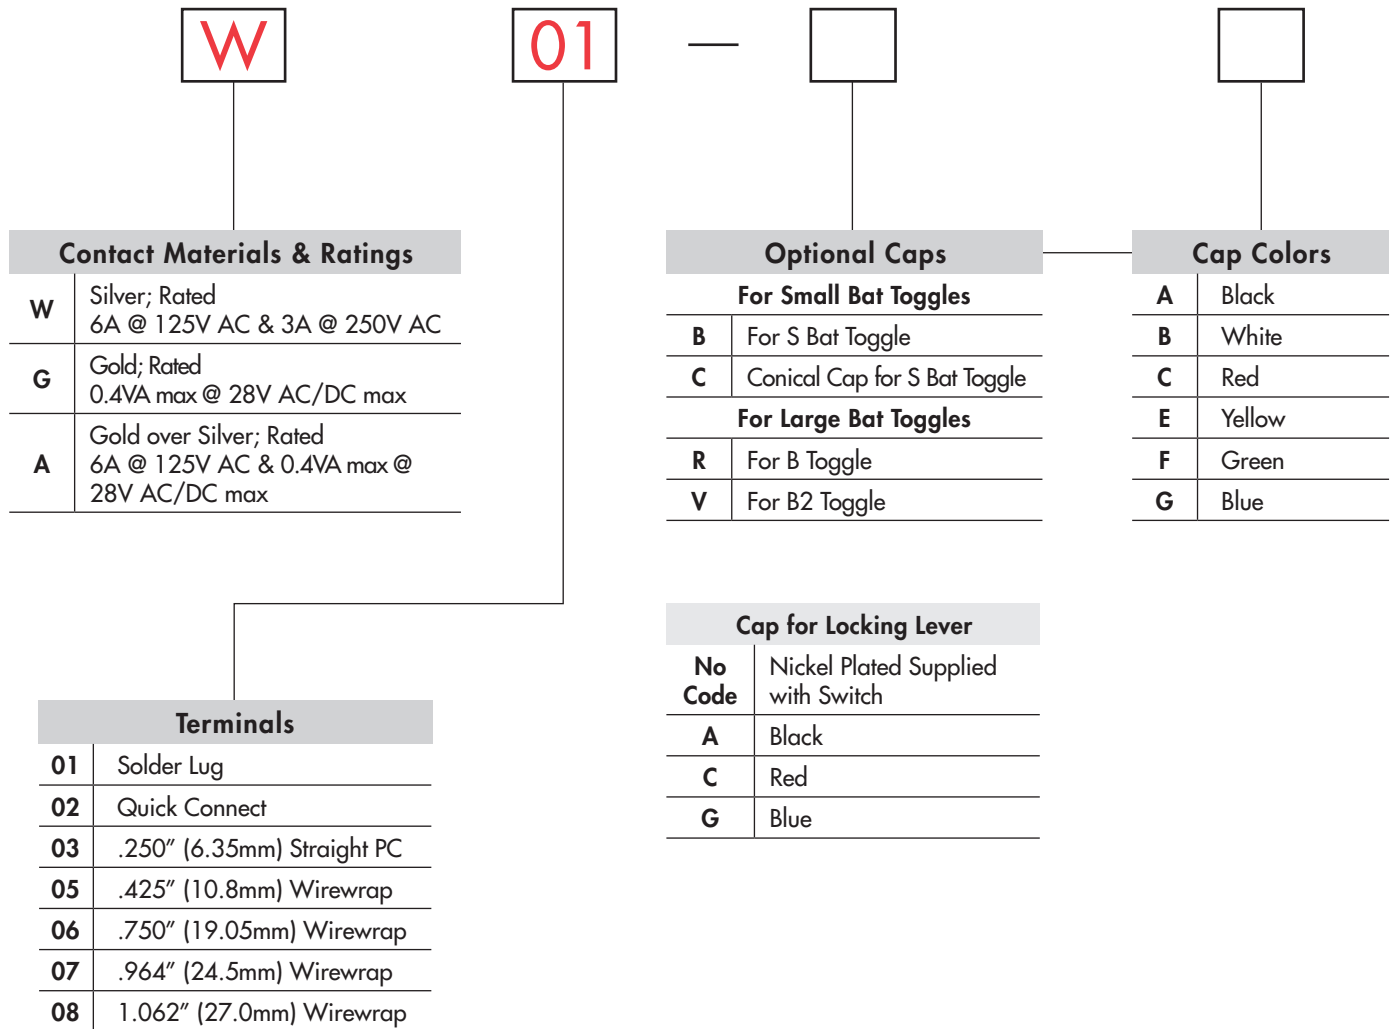 W 01 —
Contact Materials & Ratings
W Silver; Rated
6A @ 125V AC & 3A @ 250V AC
G Gold; Rated
0.4VA max @ 28V AC/DC max
A Gold over Silver; Rated
6A @ 125V AC & 0.4VA max @
28V AC/DC max
Terminals
01 Solder Lug
02 Quick Connect
03 .250" (6.35mm) Straight PC
05 .425" (10.8mm) Wirewrap
06 .750" (19.05mm) Wirewrap
07 .964" (24.5mm) Wirewrap
08 1.062" (27.0mm) Wirewrap
Optional Caps
For Small Bat Toggles
B For S Bat Toggle
C Conical Cap for S Bat Toggle
For Large Bat Toggles
R For B Toggle
V For B2 Toggle
Cap for Locking Lever
No Code Nickel Plated Supplied
with Switch
A Black
C Red
G Blue
Cap Colors
A Black
B White
C Red
E Yellow
F Green
G Blue